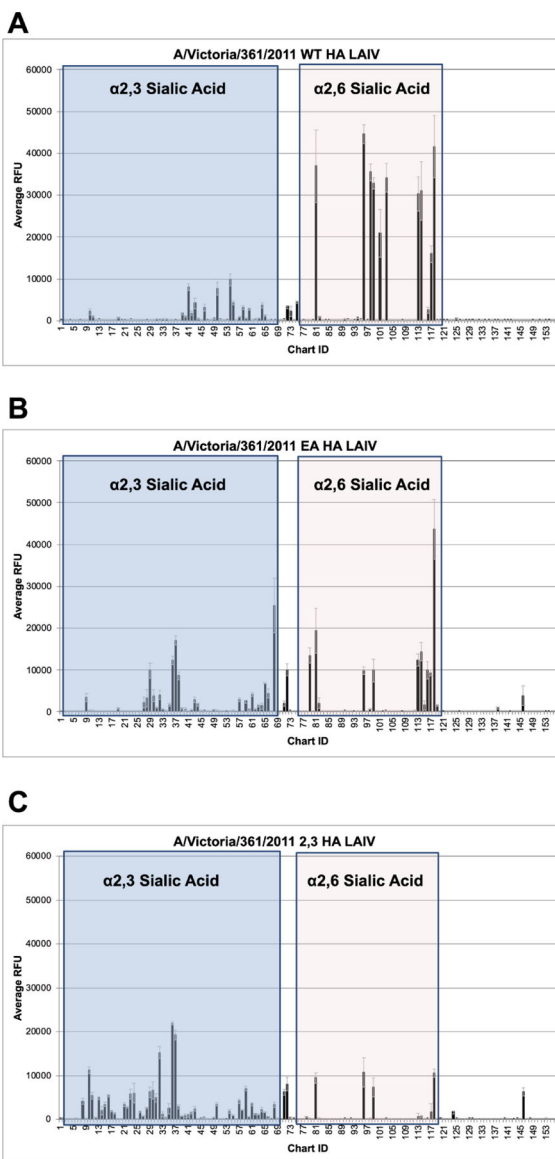 A
A/Victoria/361/2011 WT HA LAIV
60000
50000
40000
30000
20000
10000
0
Average RFU
α2,3 Sialic Acid
α2,6 Sialic Acid
1 5 9 13 17 21 25 29 33 37 41 45 49 53 57 61 65 69 73 77 81 85 89 93 97 101 105 109 113 117 121 125 129 133 137 141 145 149 153
Chart ID
B
A/Victoria/361/2011 EA HA LAIV
60000
50000
40000
30000
20000
10000
0
Average RFU
α2,3 Sialic Acid
α2,6 Sialic Acid
1 5 9 13 17 21 25 29 33 37 41 45 49 53 57 61 65 69 73 77 81 85 89 93 97 101 105 109 113 117 121 125 129 133 137 141 145 149 153
Chart ID
C
A/Victoria/361/2011 2,3 HA LAIV
60000
50000
40000
30000
20000
10000
0
Average RFU
α2,3 Sialic Acid
α2,6 Sialic Acid
1 5 9 13 17 21 25 29 33 37 41 45 49 53 57 61 65 69 73 77 81 85 89 93 97 101 105 109 113 117 121 125 129 133 137 141 145 149 153
Chart ID